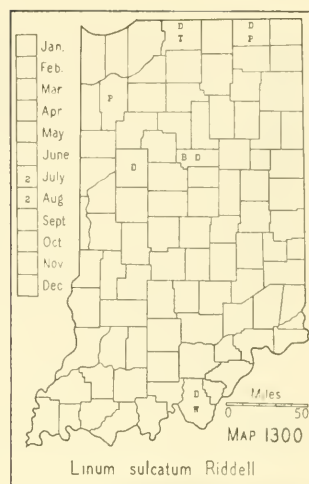 Jan.
Feb.
Mar
Apr
May
June
2 July
2 Aug
Sept
Oct
Nov
Dec
D
T
D
P
P
D
B D
D
W
Miles
0 50
MAP 1300
Linum sulcatum Riddell